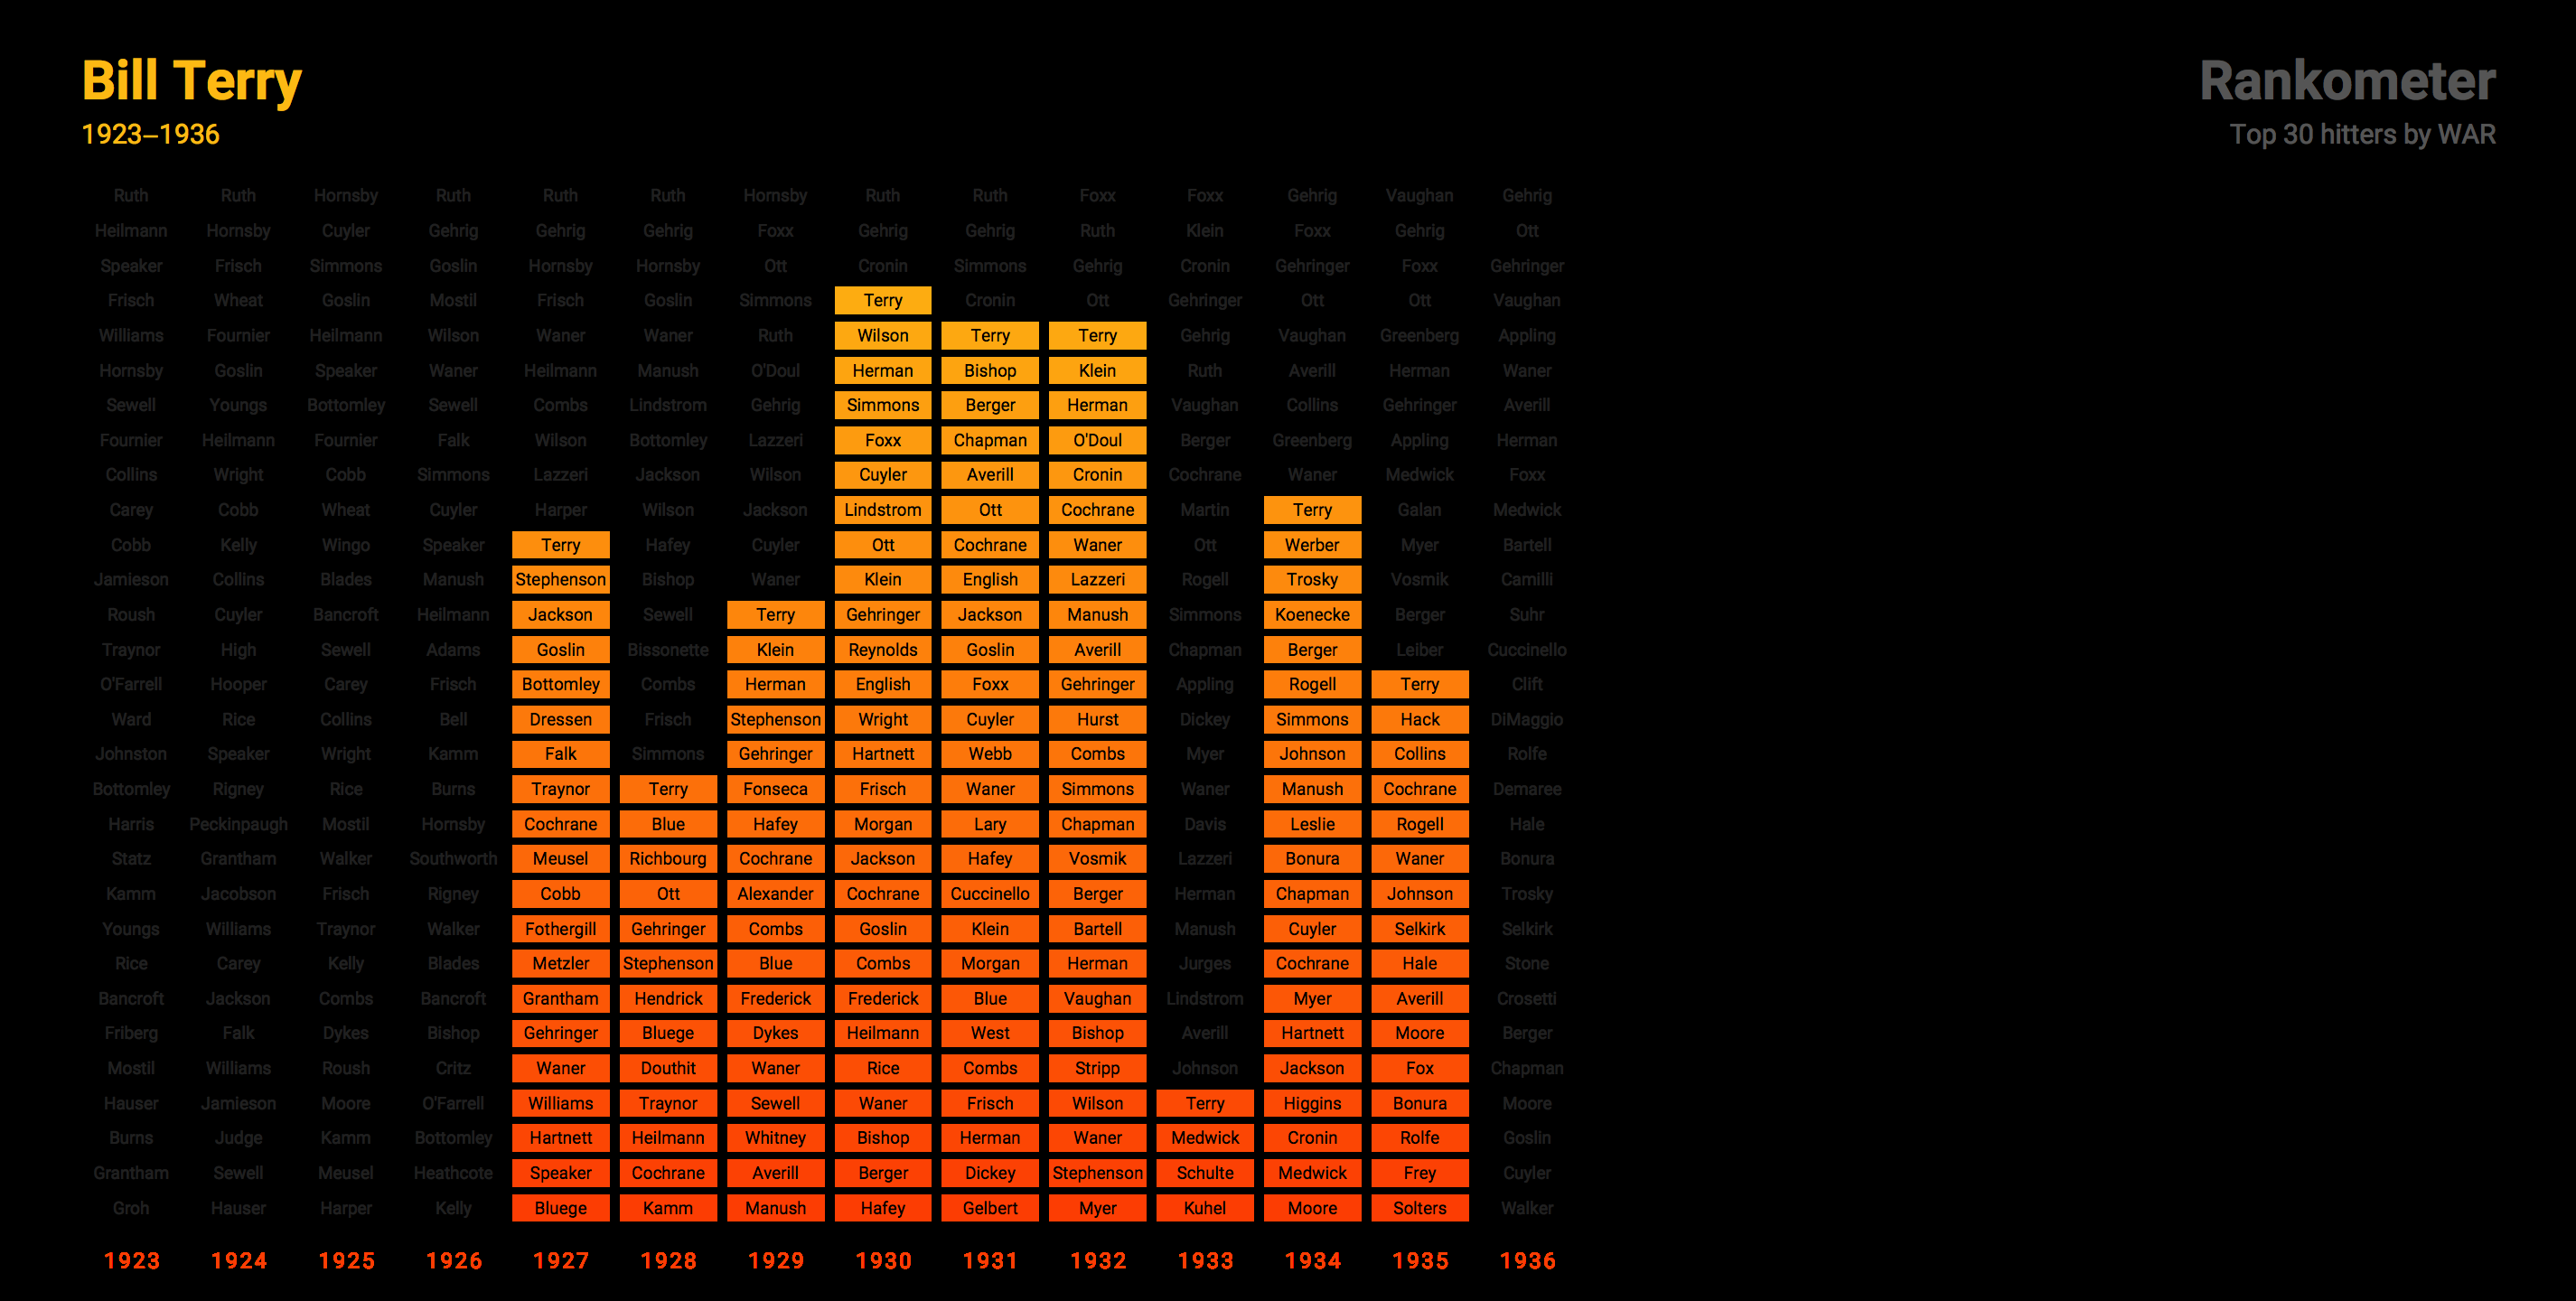 Bill Terry
1923–1936
Rankometer
Top 30 hitters by WAR
Ruth Ruth Hornsby Ruth Ruth Ruth Hornsby Ruth Ruth Foxx Foxx Gehrig Vaughan Gehrig
Heilmann Hornsby Cuyler Gehrig Gehrig Gehrig Foxx Gehrig Gehrig Ruth Klein Foxx Gehrig Ott
Speaker Frisch Simmons Goslin Hornsby Hornsby Ott Cronin Simmons Gehrig Cronin Gehringer Foxx Gehringer
Frisch Wheat Goslin Mostil Frisch Goslin Simmons Terry Cronin Ott Gehringer Ott Ott Vaughan
Williams Fournier Heilmann Wilson Waner Waner Ruth Wilson Terry Terry Gehrig Vaughan Greenberg Appling
Hornsby Goslin Speaker Waner Heilmann Manush O'Doul Herman Bishop Klein Ruth Averill Herman Waner
Sewell Youngs Bottomley Sewell Combs Lindstrom Gehrig Simmons Berger Herman Vaughan Collins Gehringer Averill
Fournier Heilmann Fournier Falk Wilson Bottomley Lazzeri Foxx Chapman O'Doul Berger Greenberg Appling Herman
Collins Wright Cobb Simmons Lazzeri Jackson Wilson Cuyler Averill Cronin Cochrane Waner Medwick Foxx
Carey Cobb Wheat Cuyler Harper Wilson Jackson Lindstrom Ott Cochrane Martin Terry Galan Medwick
Cobb Kelly Wingo Speaker Terry Hafey Cuyler Ott Cochrane Waner Ott Werber Myer Bartell
Jamieson Collins Blades Manush Stephenson Bishop Waner Klein English Lazzeri Rogell Trosky Vosmik Camilli
Roush Cuyler Bancroft Heilmann Jackson Sewell Terry Gehringer Jackson Manush Simmons Koenecke Berger Suhr
Traynor High Sewell Adams Goslin Bissonette Klein Reynolds Goslin Averill Chapman Berger Leiber Cuccinello
O'Farrell Hooper Carey Frisch Bottomley Combs Herman English Foxx Gehringer Appling Rogell Terry Clift
Ward Rice Collins Bell Dressen Frisch Stephenson Wright Cuyler Hurst Dickey Simmons Hack DiMaggio
Johnston Speaker Wright Kamm Falk Simmons Gehringer Hartnett Webb Combs Myer Johnson Collins Rolfe
Bottomley Rigney Rice Burns Traynor Terry Fonseca Frisch Waner Simmons Waner Manush Cochrane Demaree
Harris Peckinpaugh Mostil Hornsby Cochrane Blue Hafey Morgan Lary Chapman Davis Leslie Rogell Hale
Statz Grantham Walker Southworth Meusel Richbourg Cochrane Jackson Hafey Vosmik Lazzeri Bonura Waner Bonura
Kamm Jacobson Frisch Rigney Cobb Ott Alexander Cochrane Cuccinello Berger Herman Chapman Johnson Trosky
Youngs Williams Traynor Walker Fothergill Gehringer Combs Goslin Klein Bartell Manush Cuyler Selkirk Selkirk
Rice Carey Kelly Blades Metzler Stephenson Blue Combs Morgan Herman Jurges Cochrane Hale Stone
Bancroft Jackson Combs Bancroft Grantham Hendrick Frederick Frederick Blue Vaughan Lindstrom Myer Averill Crosetti
Friberg Falk Dykes Bishop Gehringer Bluege Dykes Heilmann West Bishop Averill Hartnett Moore Berger
Mostil Williams Roush Critz Waner Douthit Waner Rice Combs Stripp Johnson Jackson Fox Chapman
Hauser Jamieson Moore O'Farrell Williams Traynor Sewell Waner Frisch Wilson Terry Higgins Bonura Moore
Burns Judge Kamm Bottomley Hartnett Heilmann Whitney Bishop Herman Waner Medwick Cronin Rolfe Goslin
Grantham Sewell Meusel Heathcote Speaker Cochrane Averill Berger Dickey Stephenson Schulte Medwick Frey Cuyler
Groh Hauser Harper Kelly Bluege Kamm Manush Hafey Gelbert Myer Kuhel Moore Solters Walker
1923 1924 1925 1926 1927 1928 1929 1930 1931 1932 1933 1934 1935 1936